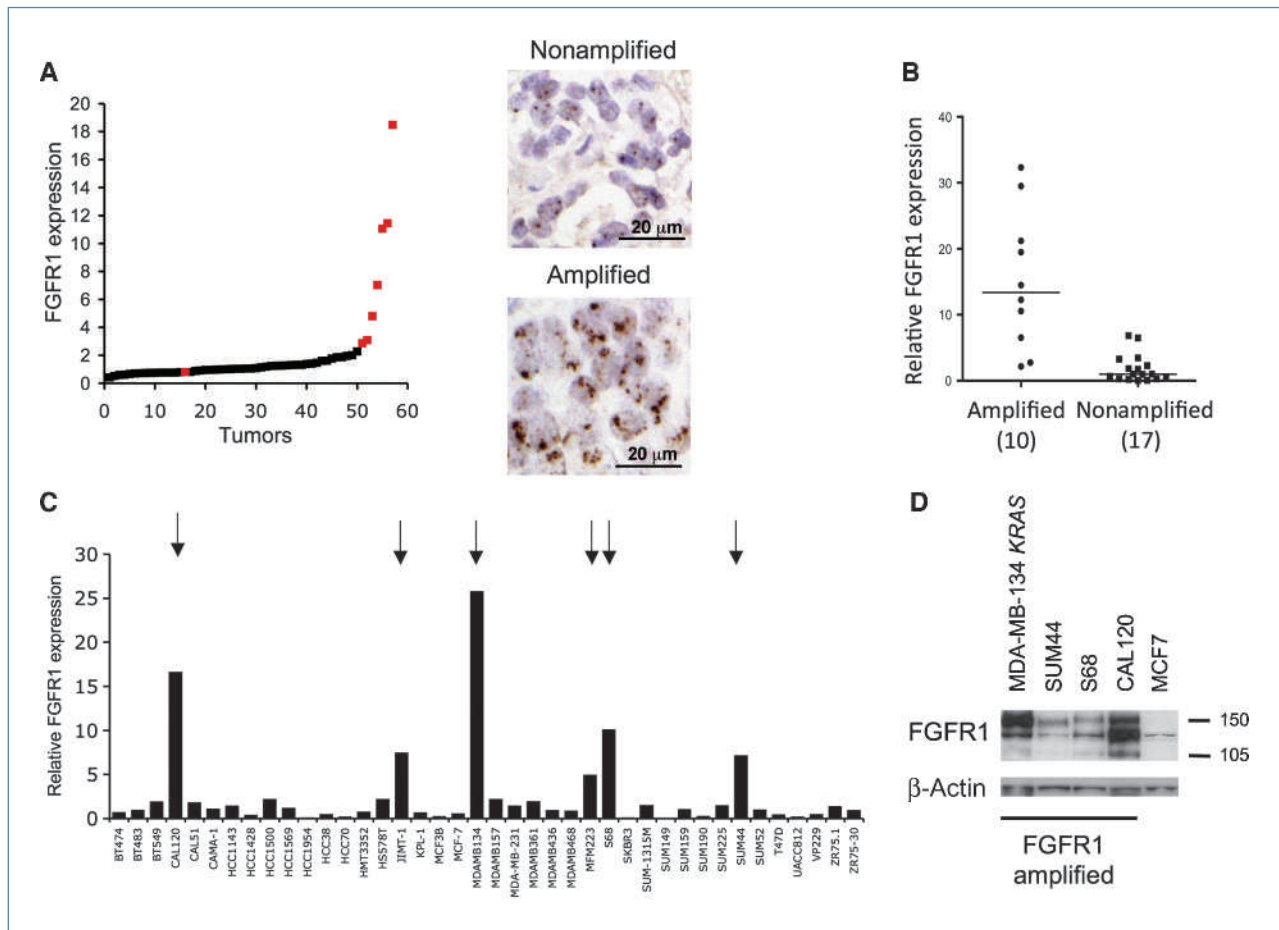 A
FGFR1 expression
20
18
16
14
12
10
8
6
4
2
0
0 10 20 30 40 50 60
Tumors
Nonamplified
20 µm
Amplified
20 µm
B
Relative FGFR1 expression
40
30
20
10
0
Amplified Nonamplified
(10) (17)
C
Relative FGFR1 expression
30
25
20
15
10
5
0
BT474
BT483
BT549
CAL120
CAL51
CAMA-1
HCC1143
HCC1428
HCC1500
HCC1569
HCC1954
HCC38
HCC70
HMT3352
HS578T
JIMT-1
KPL-1
MCF3B
MCF-7
MDAMB134
MDAMB157
MDA-MB-231
MDAMB361
MDAMB436
MDAMB468
MFM223
S68
SKBR3
SUM-1315M
SUM149
SUM159
SUM190
SUM225
SUM44
SUM52
T47D
UACC812
VP229
ZR75.1
ZR75-30
D
MDA-MB-134 KRAS
SUM44
S68
CAL120
MCF7
FGFR1
150
105
β-Actin
FGFR1
amplified